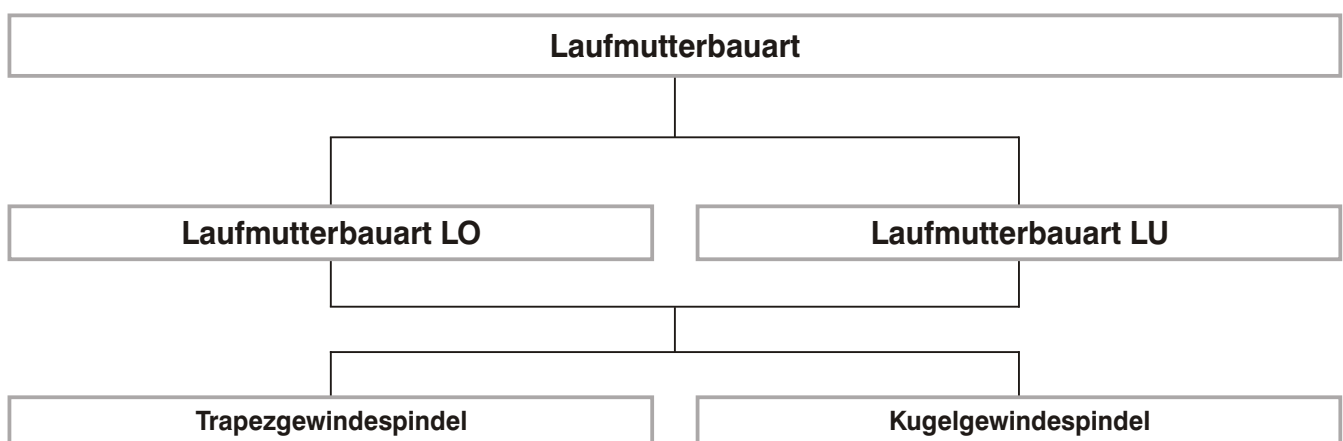 Laufmutterbauart
Laufmutterbauart LO
Laufmutterbauart LU
Trapezgewindespindel
Kugelgewindespindel